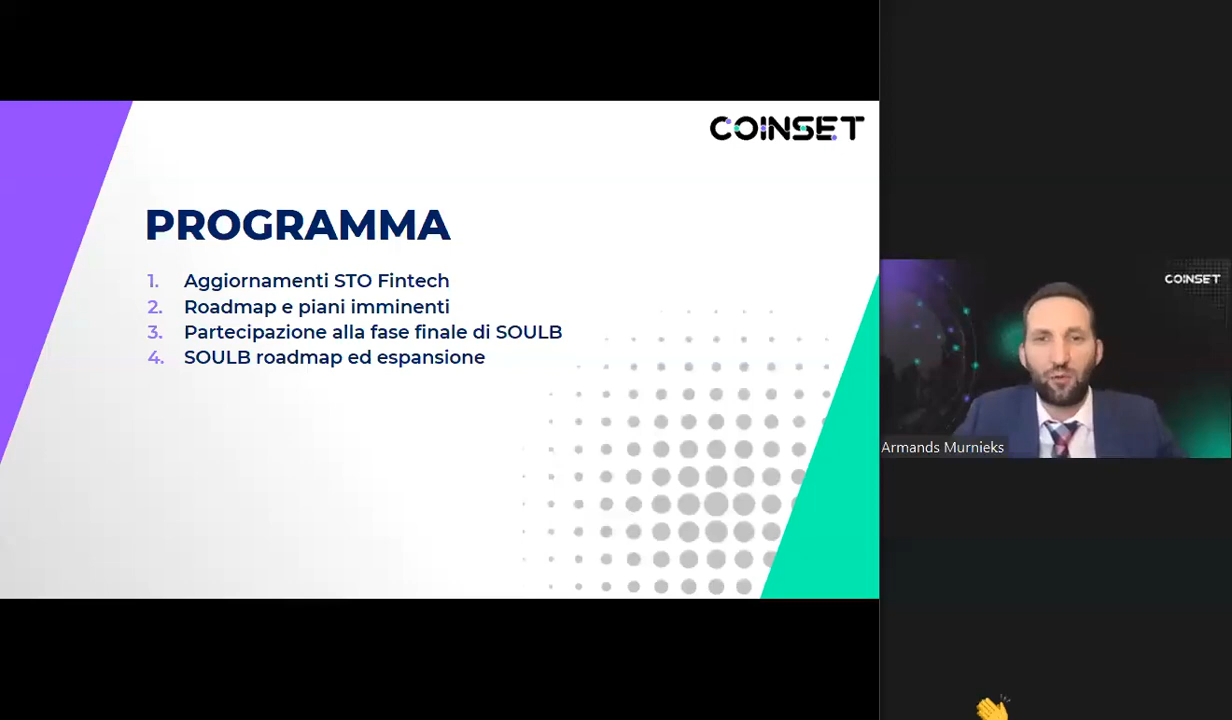 COINSET
PROGRAMMA
1. Aggiornamenti STO Fintech
2. Roadmap e piani imminenti
3. Partecipazione alla fase finale di SOULB
4. SOULB roadmap ed espansione
COINSET
Armands Murnieks